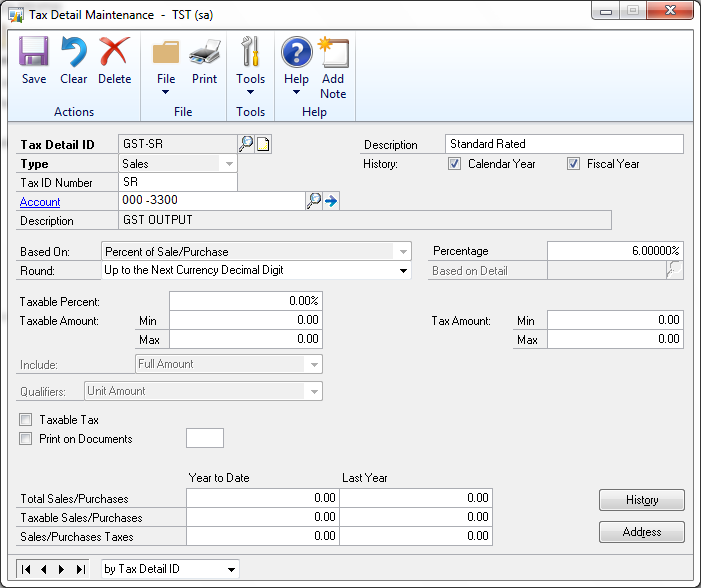 Tax Detail Maintenance  -  TST (sa)
Save Clear Delete File Print Tools Help Add Note
Actions File Tools Help
Tax Detail ID GST-SR Description Standard Rated
Type Sales History: Calendar Year Fiscal Year
Tax ID Number SR
Account 000 -3300
Description GST OUTPUT
Based On: Percent of Sale/Purchase Percentage 6.00000%
Round: Up to the Next Currency Decimal Digit Based on Detail
Taxable Percent: 0.00%
Taxable Amount: Min 0.00 Tax Amount: Min 0.00
Max 0.00 Max 0.00
Include: Full Amount
Qualifiers: Unit Amount
Taxable Tax
Print on Documents
Year to Date Last Year
Total Sales/Purchases 0.00 0.00 History
Taxable Sales/Purchases 0.00 0.00
Sales/Purchases Taxes 0.00 0.00 Address
by Tax Detail ID